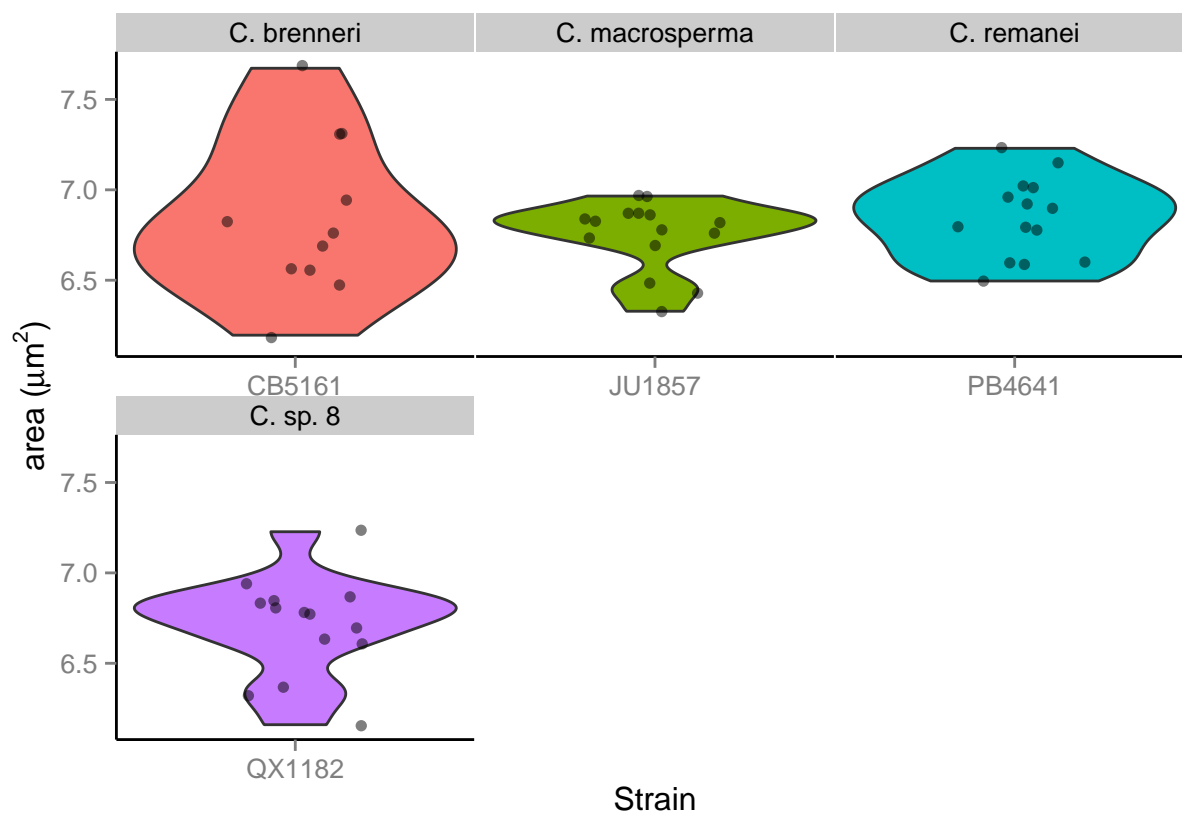 C. brenneri
C. macrosperma
C. remanei
7.5
7.0
6.5
CB5161
JU1857
PB4641
area (μm²)
C. sp. 8
7.5
7.0
6.5
QX1182
Strain